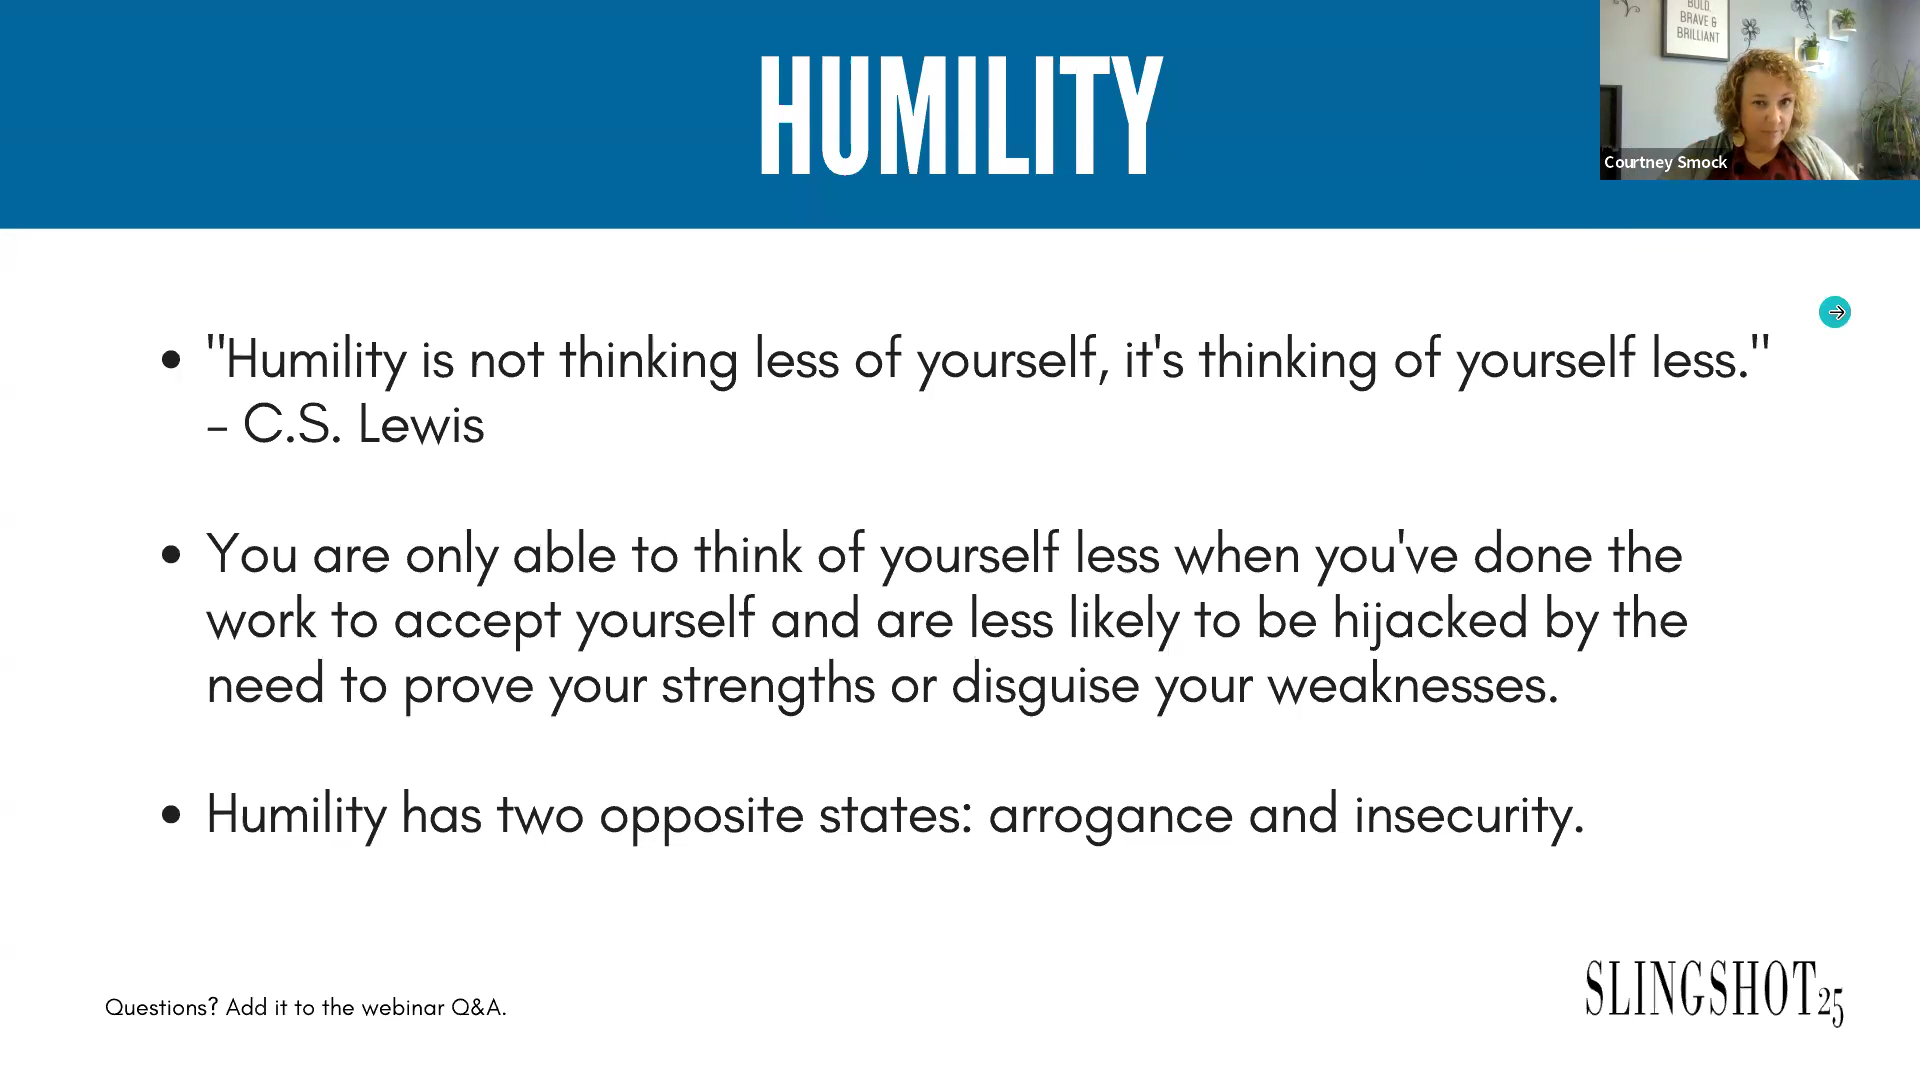 HUMILITY
BOLD,
BRAVE &
BRILLIANT
Courtney Smock
• "Humility is not thinking less of yourself, it's thinking of yourself less."
- C.S. Lewis
• You are only able to think of yourself less when you've done the
work to accept yourself and are less likely to be hijacked by the
need to prove your strengths or disguise your weaknesses.
• Humility has two opposite states: arrogance and insecurity.
Questions? Add it to the webinar Q&A.
SLINGSHOT25